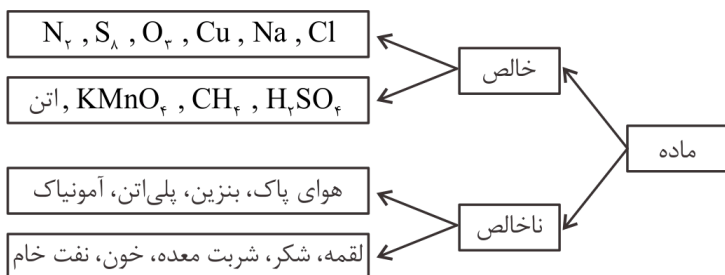 N۲ , S۸ , O۳ , Cu , Na , Cl
خالص
اتن , KMnO۴ , CH۴ , H۲SO۴
ماده
هوای پاک، بنزین، پلی‌اتن، آمونیاک
ناخالص
لقمه، شکر، شربت معده، خون، نفت خام